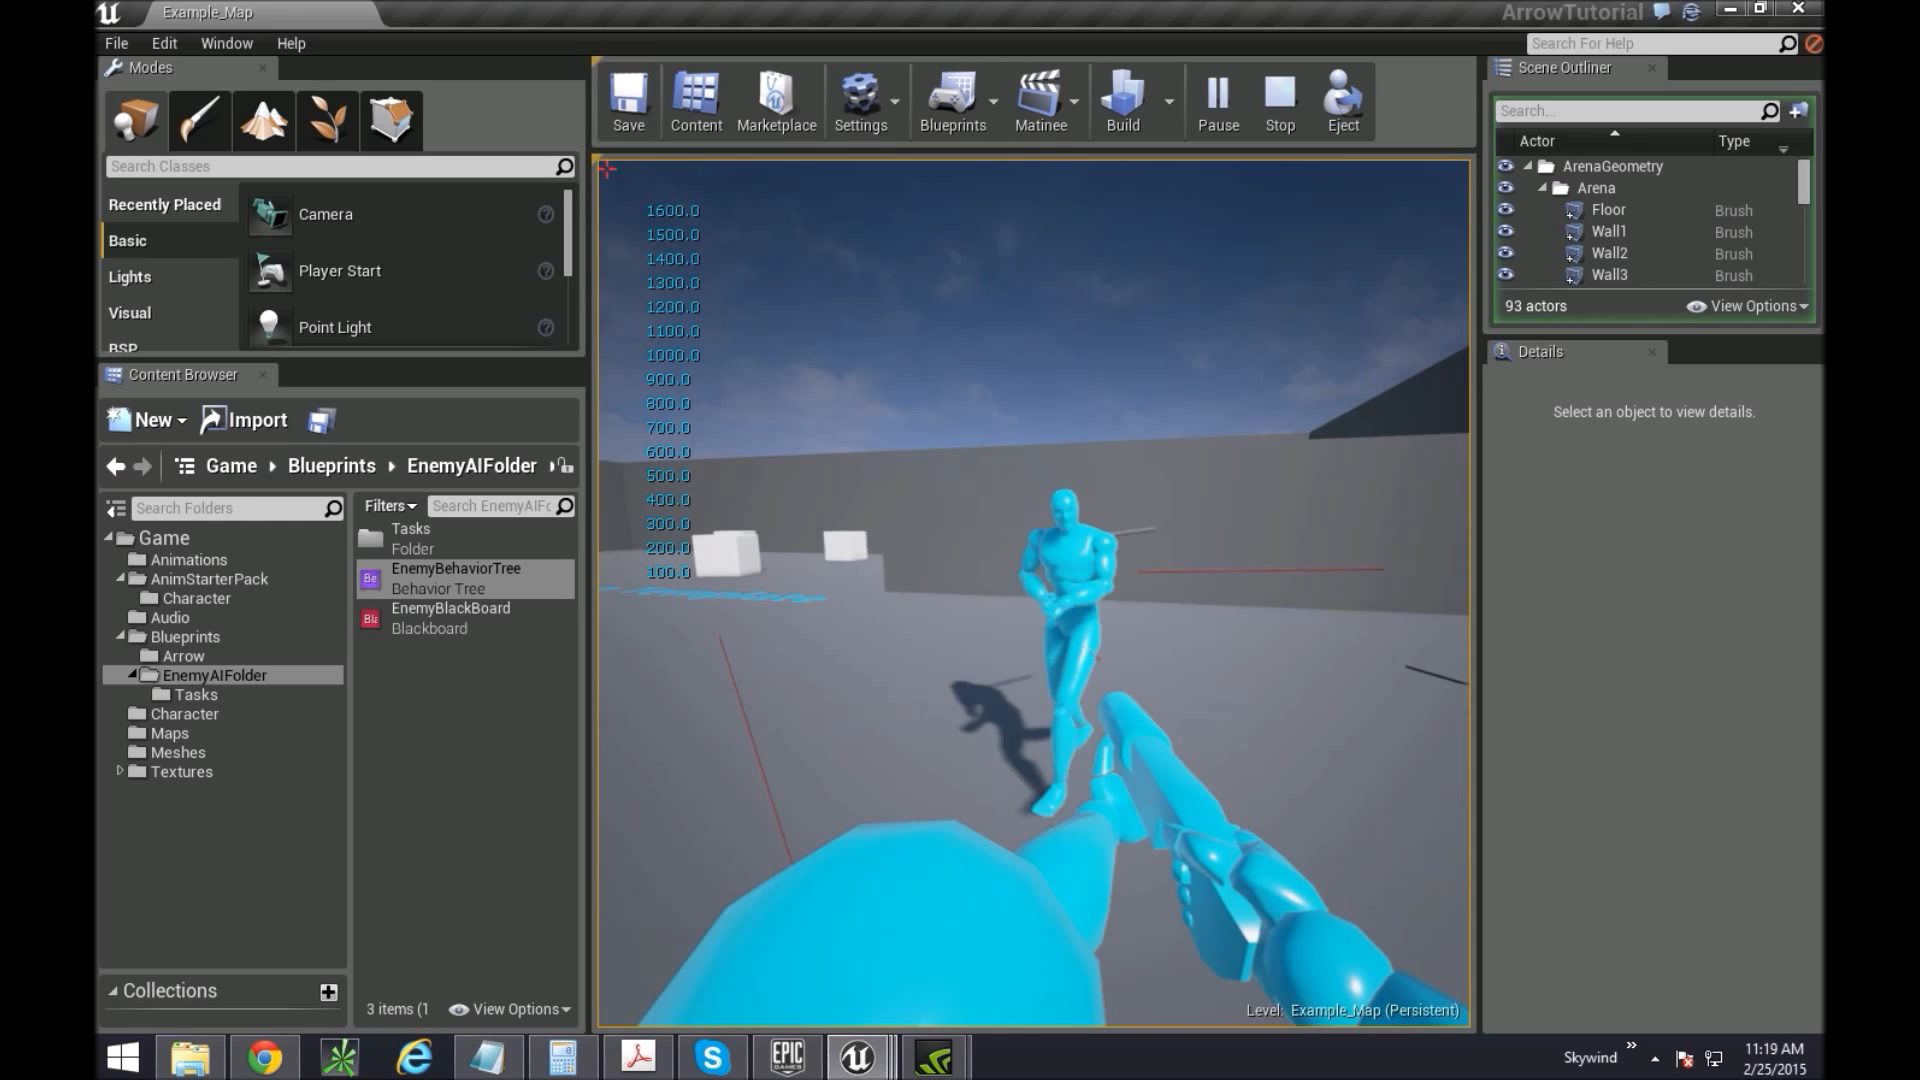 Example_Map
ArrowTutorial
File Edit Window Help
Search For Help
Modes
Search Classes
Recently Placed
Basic
Lights
Visual
BSP
Camera
Player Start
Point Light
Save
Content
Marketplace
Settings
Blueprints
Matinee
Build
Pause
Stop
Eject
Scene Outliner
Search...
Actor Type
ArenaGeometry
Arena
Floor Brush
Wall1 Brush
Wall2 Brush
Wall3 Brush
93 actors View Options
Details
Select an object to view details.
Content Browser
New Import
Game Blueprints EnemyAIFolder
Search Folders
Game
Animations
AnimStarterPack
Character
Audio
Blueprints
Arrow
EnemyAIFolder
Tasks
Character
Maps
Meshes
Textures
Collections
Filters Search EnemyAIFo
Tasks
Folder
Be
EnemyBehaviorTree
Behavior Tree
Bla
EnemyBlackBoard
Blackboard
3 items (1 View Options
1600.0
1500.0
1400.0
1300.0
1200.0
1100.0
1000.0
900.0
800.0
700.0
600.0
500.0
400.0
300.0
200.0
100.0
Level: Example_Map (Persistent)
EPIC
GAMES
Skywind
11:19 AM
2/25/2015